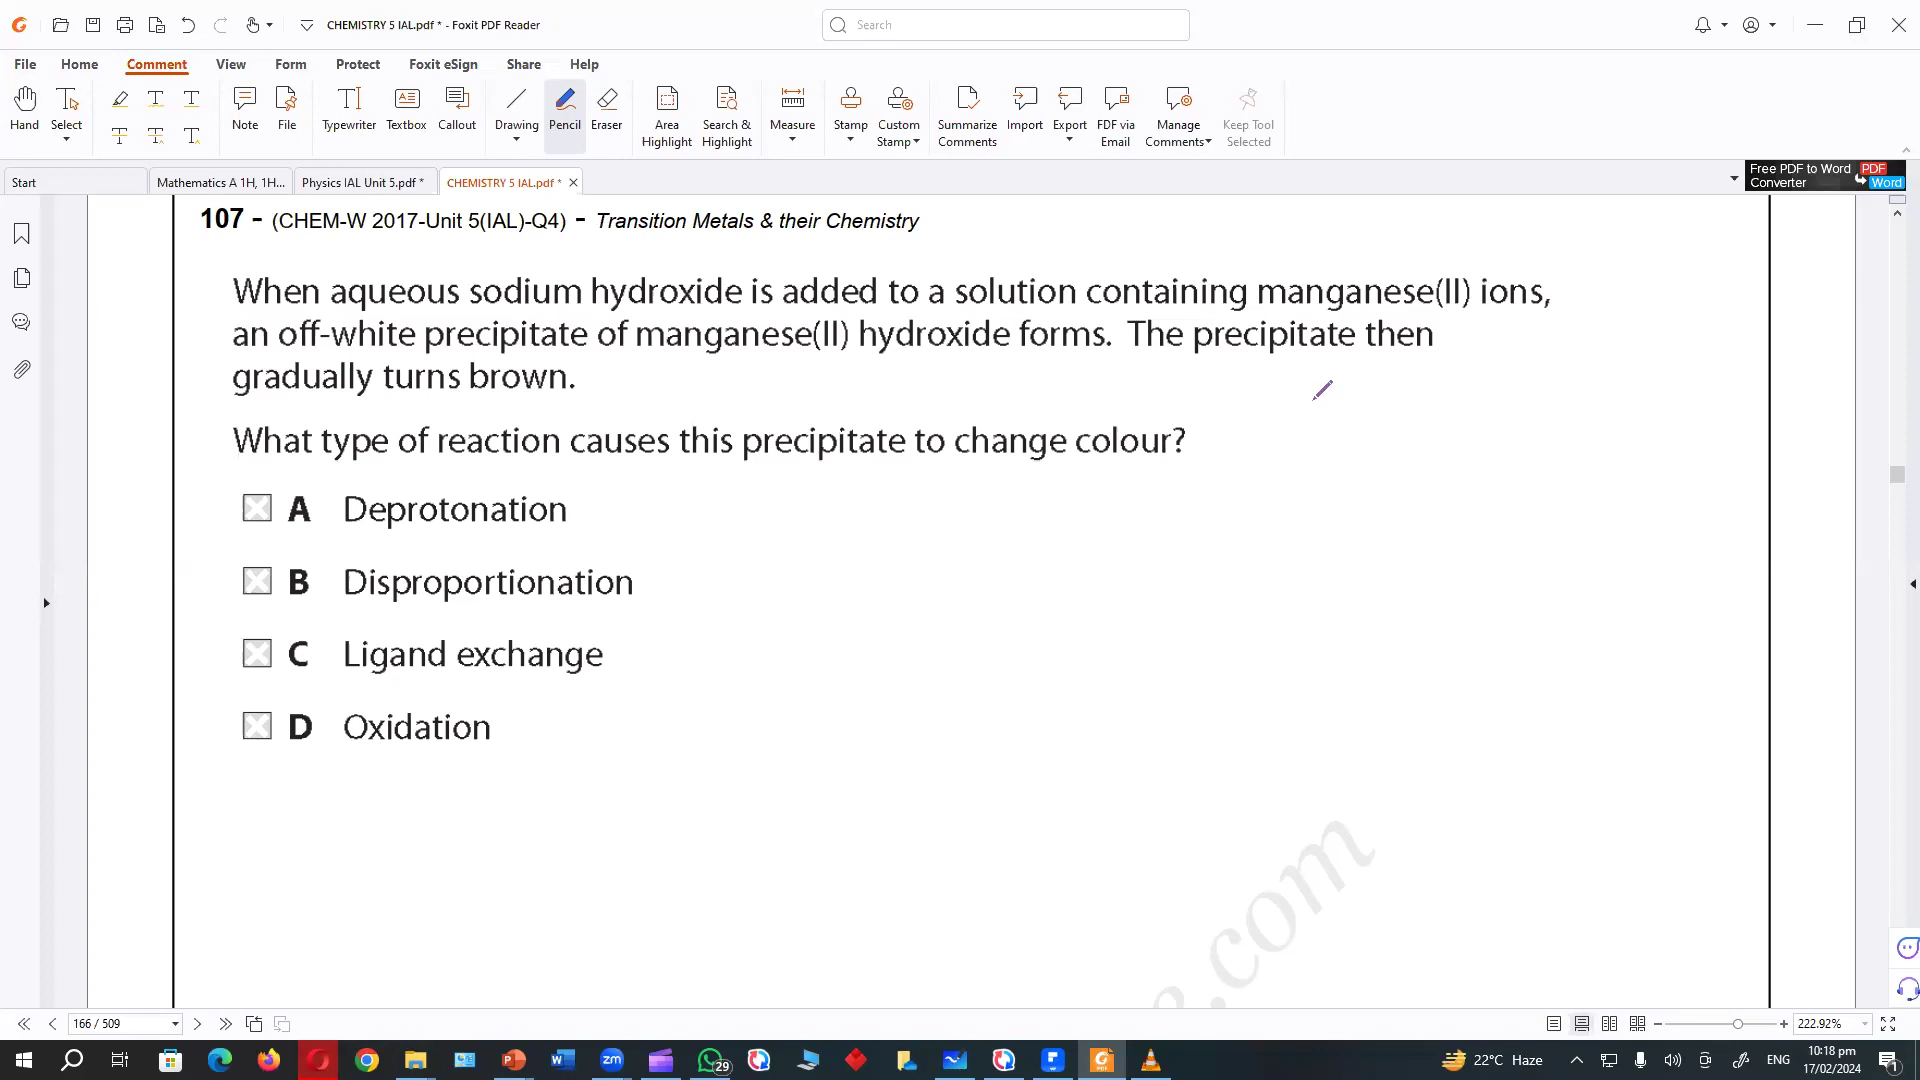 CHEMISTRY 5 IAL.pdf * - Foxit PDF Reader
Search
File Home Comment View Form Protect Foxit eSign Share Help
Hand Select Note File Typewriter Textbox Callout Drawing Pencil Eraser Area Highlight Search & Highlight Measure Stamp Custom Stamp Summarize Comments Import Export FDF via Email Manage Comments Keep Tool Selected
Start Mathematics A 1H, 1H... Physics IAL Unit 5.pdf * CHEMISTRY 5 IAL.pdf *
Free PDF to Word PDF
Converter Word
107 - (CHEM-W 2017-Unit 5(IAL)-Q4) - Transition Metals & their Chemistry
When aqueous sodium hydroxide is added to a solution containing manganese(II) ions,
an off-white precipitate of manganese(II) hydroxide forms. The precipitate then
gradually turns brown.
What type of reaction causes this precipitate to change colour?
A Deprotonation
B Disproportionation
C Ligand exchange
D Oxidation
e.com
166 / 509
222.92%
zm
29
22°C Haze
ENG
10:18 pm
17/02/2024
1